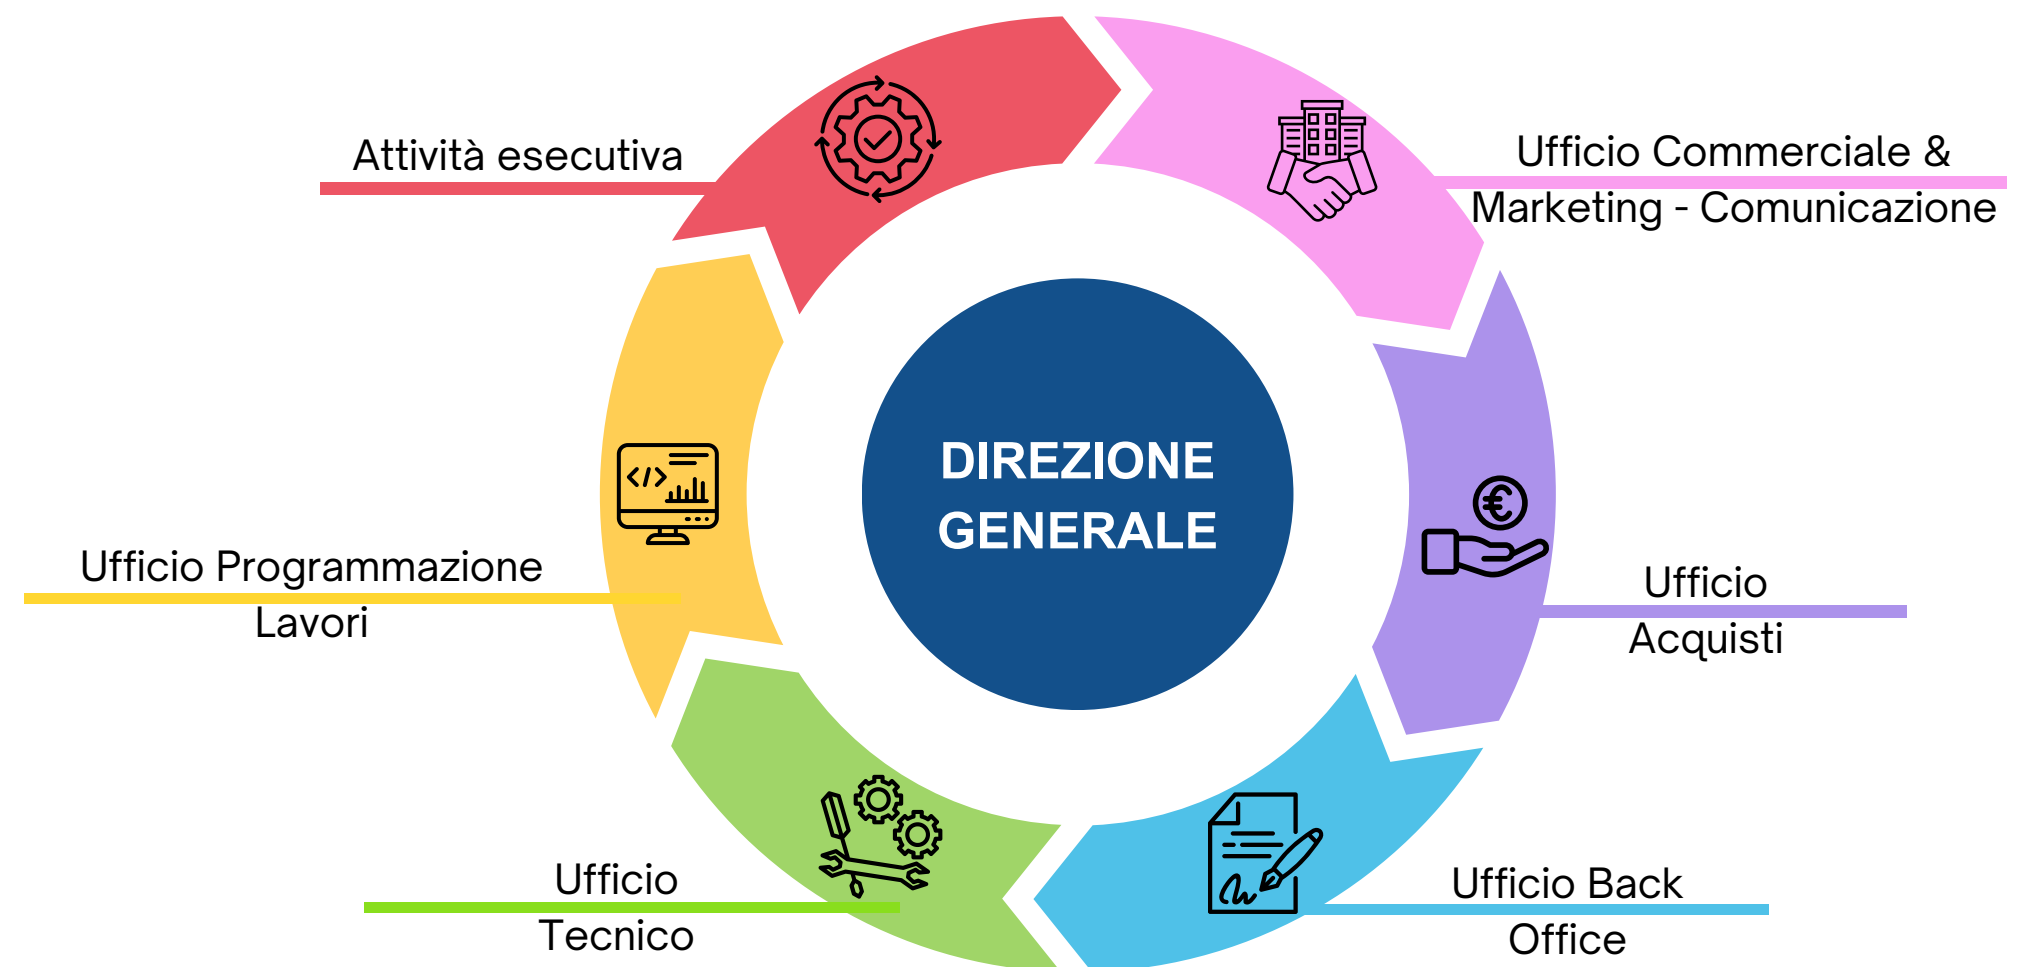 Attività esecutiva
Ufficio Commerciale &
Marketing - Comunicazione
DIREZIONE
GENERALE
Ufficio Programmazione
Lavori
Ufficio
Acquisti
Ufficio
Tecnico
Ufficio Back
Office